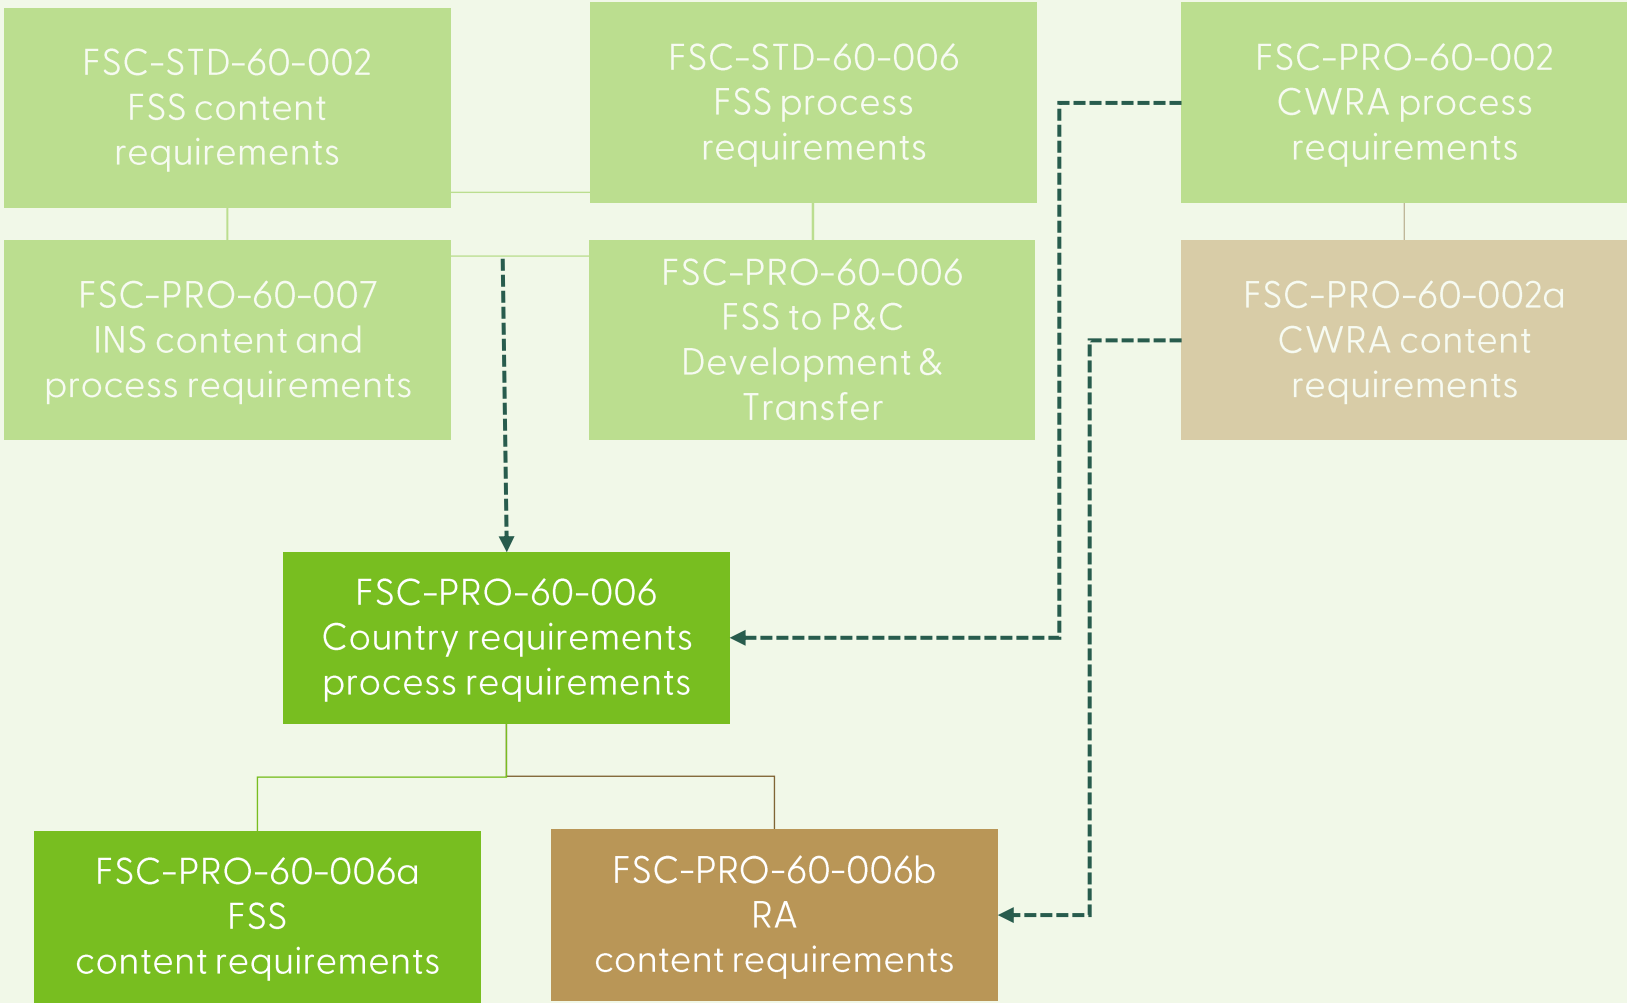 FSC-STD-60-002
FSS content
requirements
FSC-STD-60-006
FSS process
requirements
FSC-PRO-60-002
CWRA process
requirements
FSC-PRO-60-007
INS content and
process requirements
FSC-PRO-60-006
FSS to P&C
Development &
Transfer
FSC-PRO-60-002a
CWRA content
requirements
FSC-PRO-60-006
Country requirements
process requirements
FSC-PRO-60-006a
FSS
content requirements
FSC-PRO-60-006b
RA
content requirements